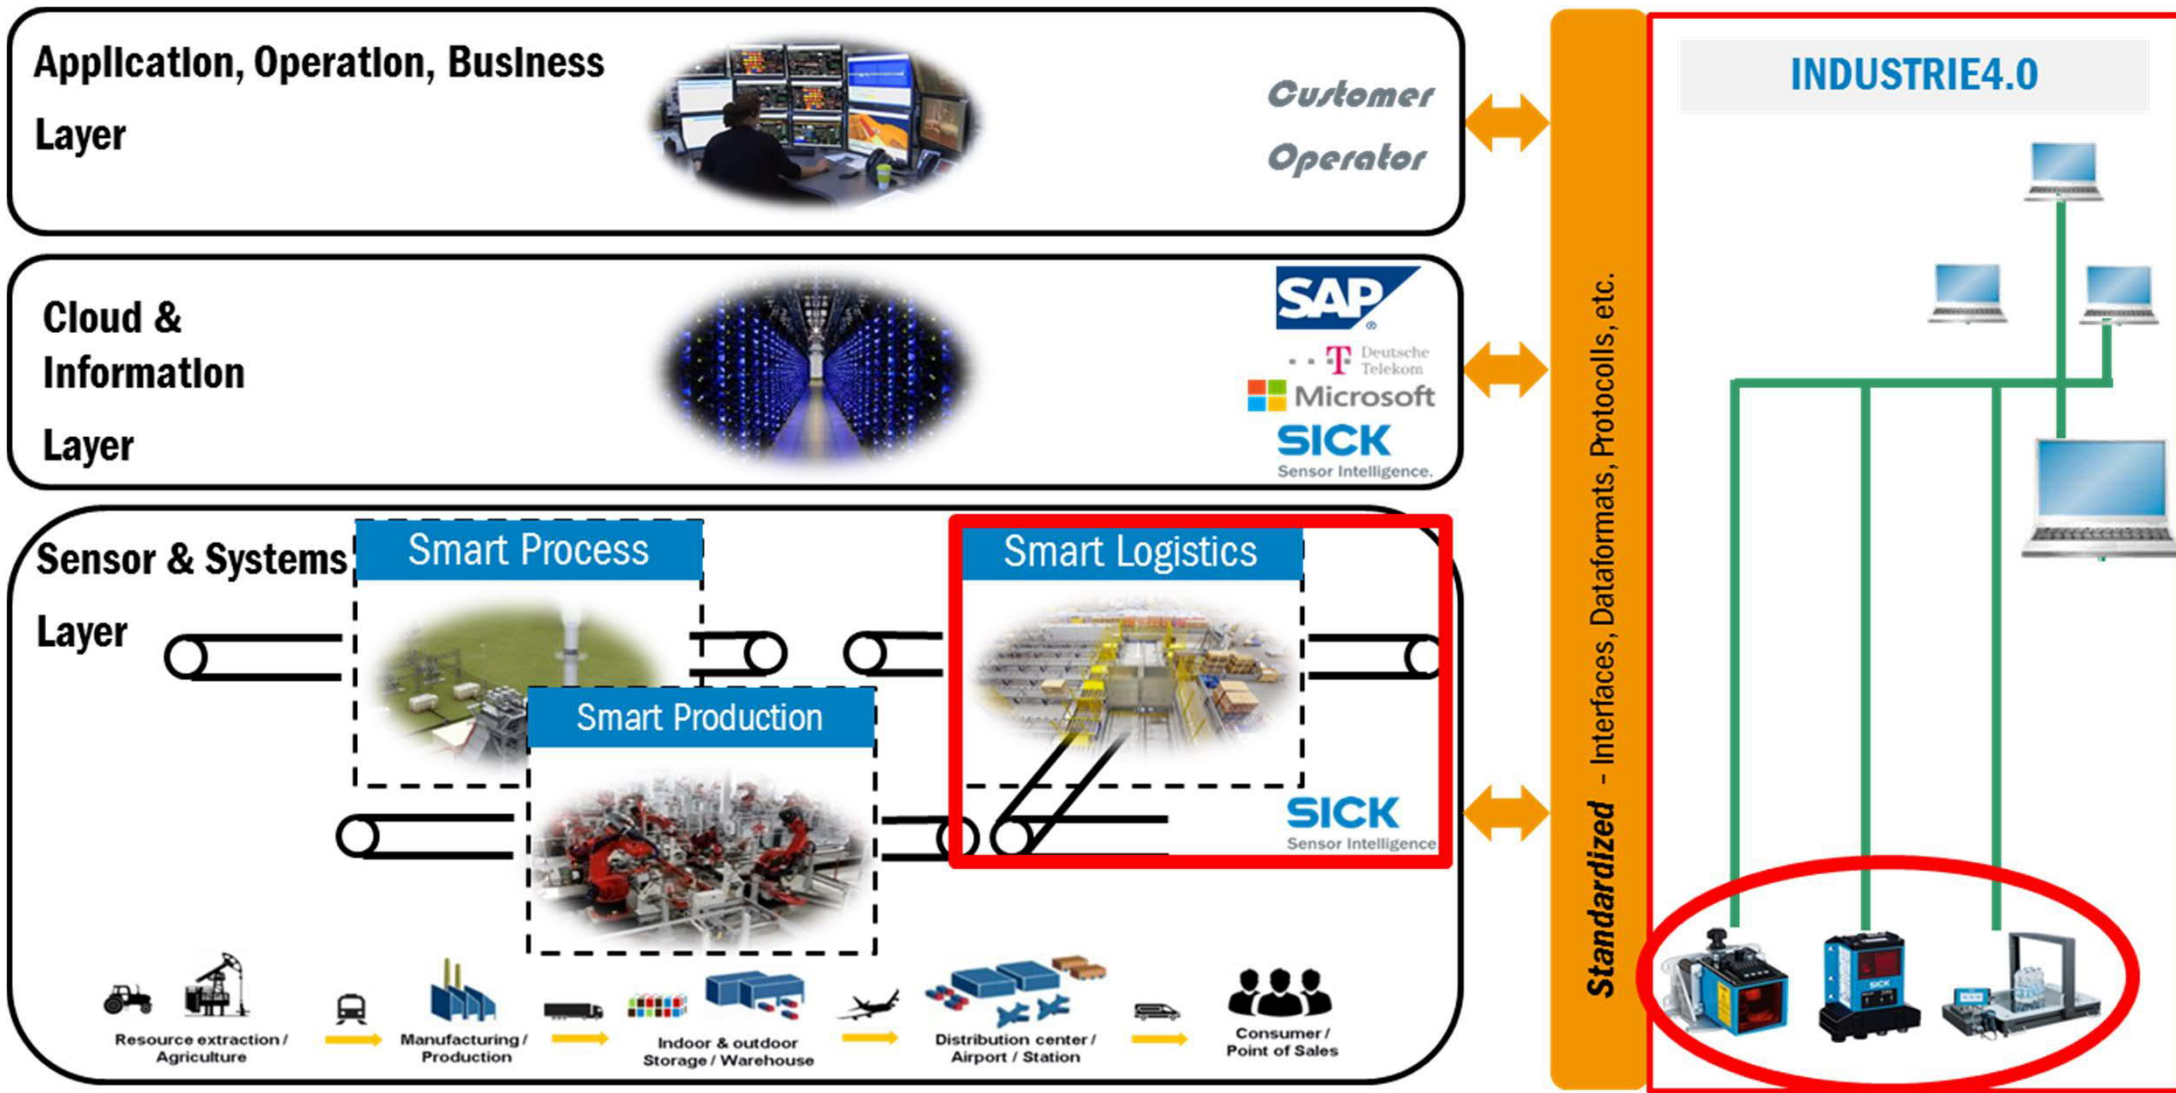 Application, Operation, Business
Layer
Customer
Operator
Cloud &
Information
Layer
SAP
®
T Deutsche
Telekom
Microsoft
SICK
Sensor Intelligence.
Sensor & Systems
Layer
Smart Process
Smart Production
Smart Logistics
SICK
Sensor Intelligence
Resource extraction /
Agriculture
Manufacturing /
Production
Indoor & outdoor
Storage / Warehouse
Distribution center /
Airport / Station
Consumer /
Point of Sales
Standardized - Interfaces, Dataformats, Protocolls, etc.
INDUSTRIE4.0
SICK